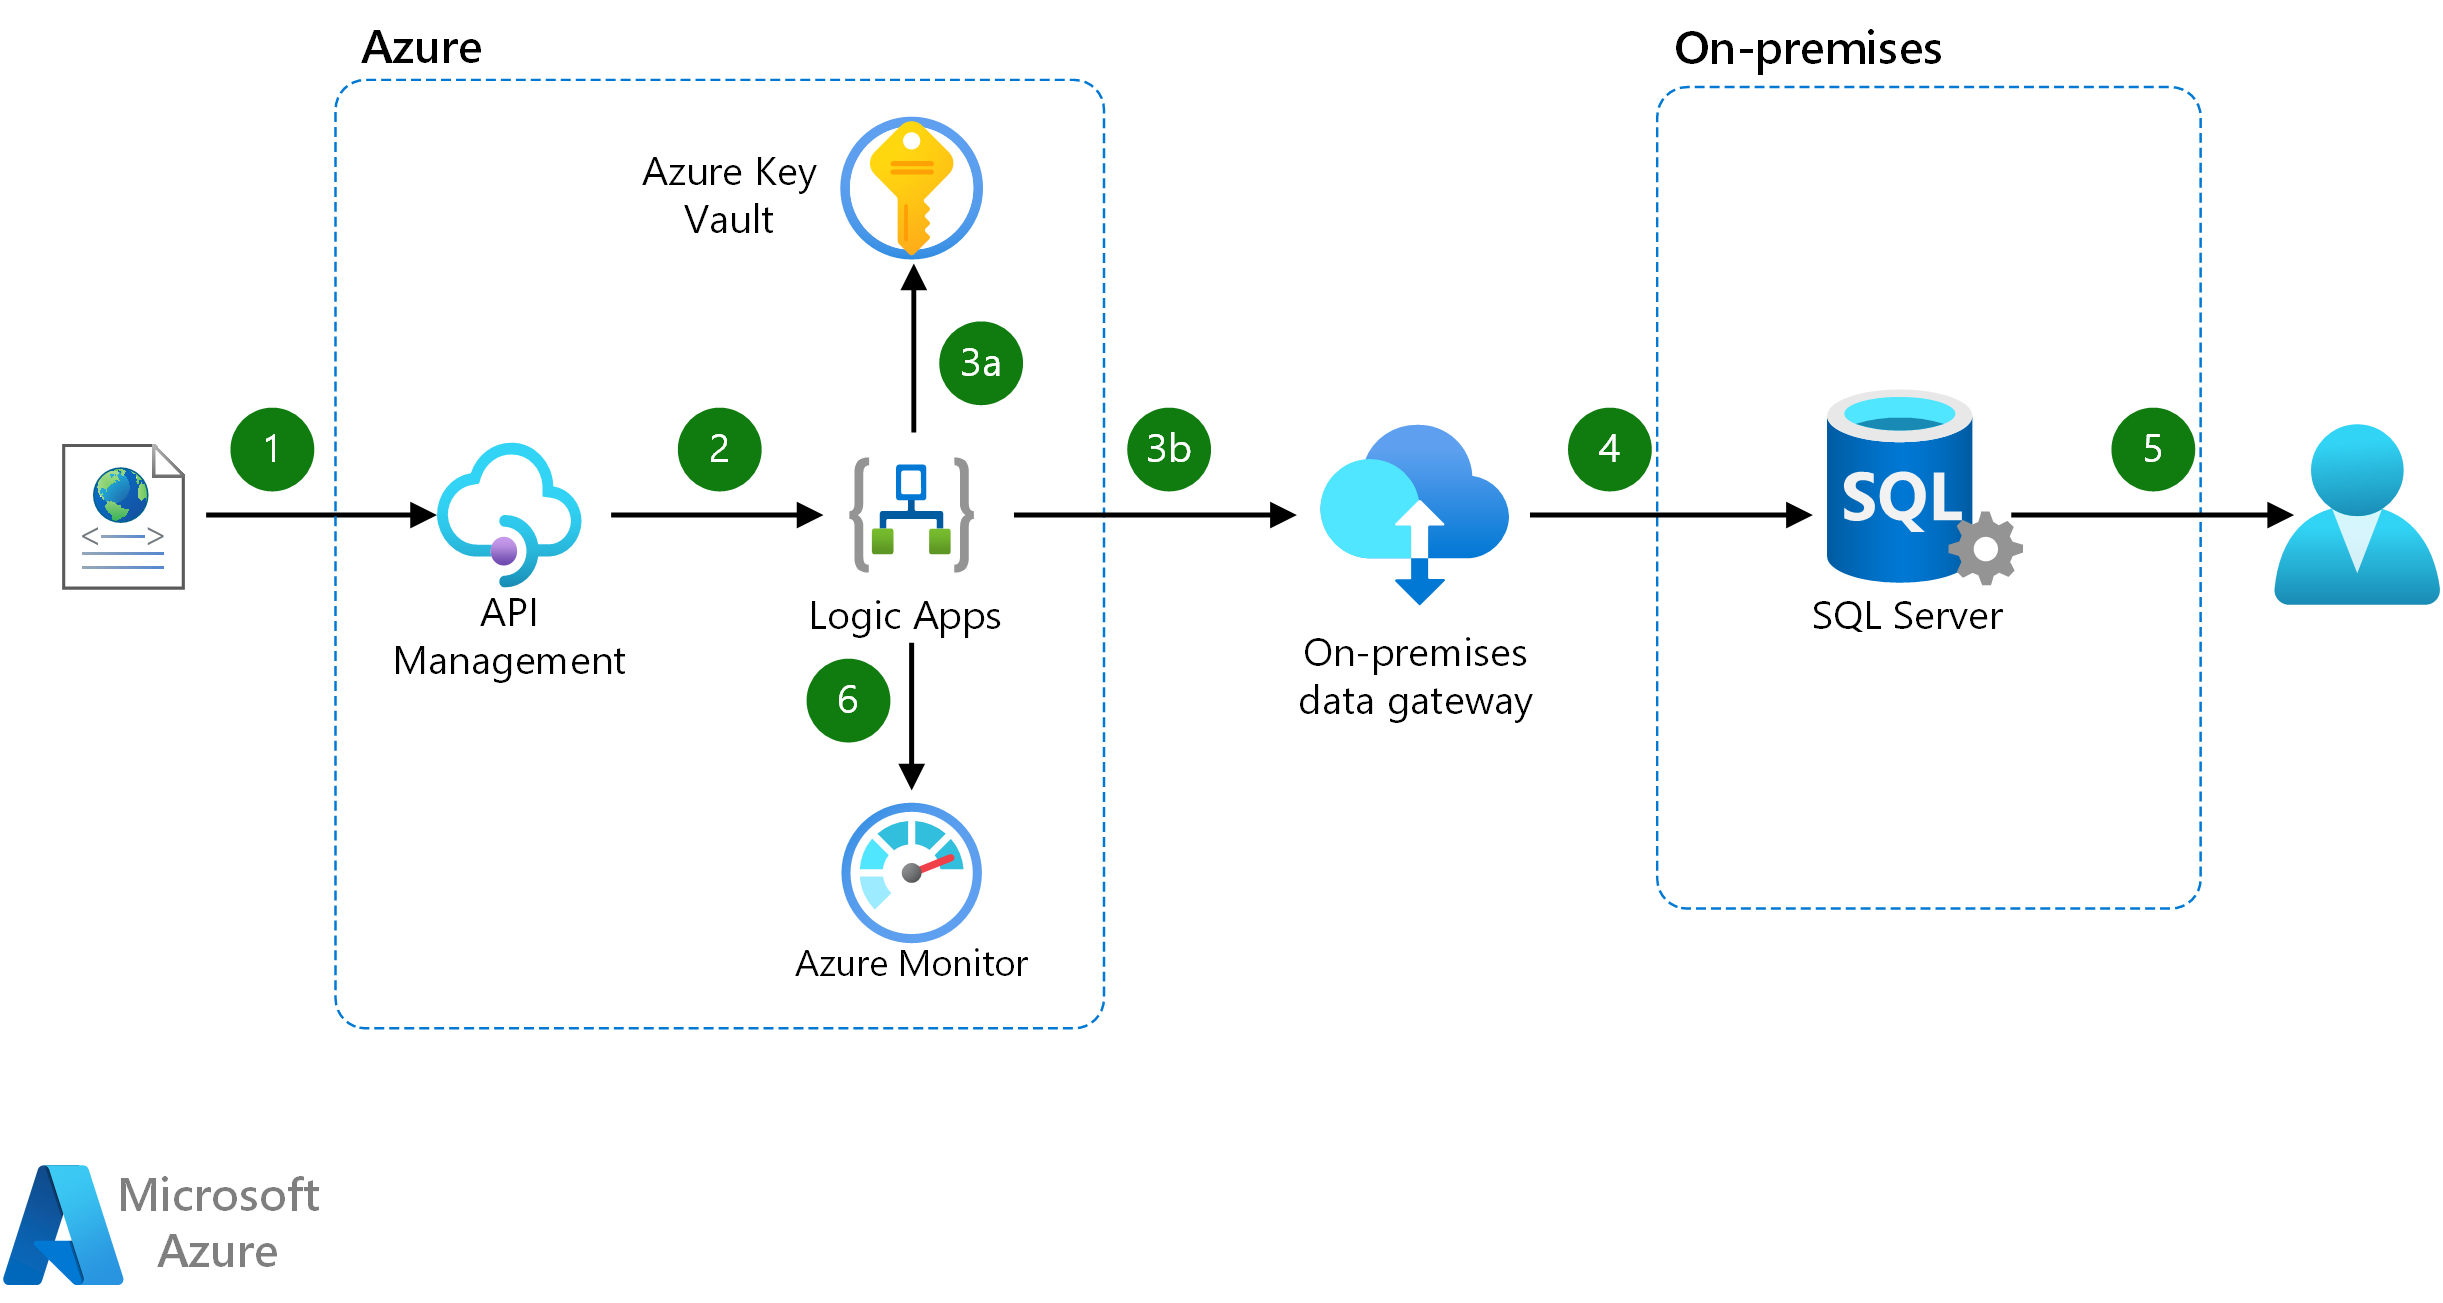 Azure
On-premises
Azure Key
Vault
3a
1
2
3b
4
5
SQL
API
Management
Logic Apps
SQL Server
On-premises
data gateway
6
Azure Monitor
Microsoft
Azure